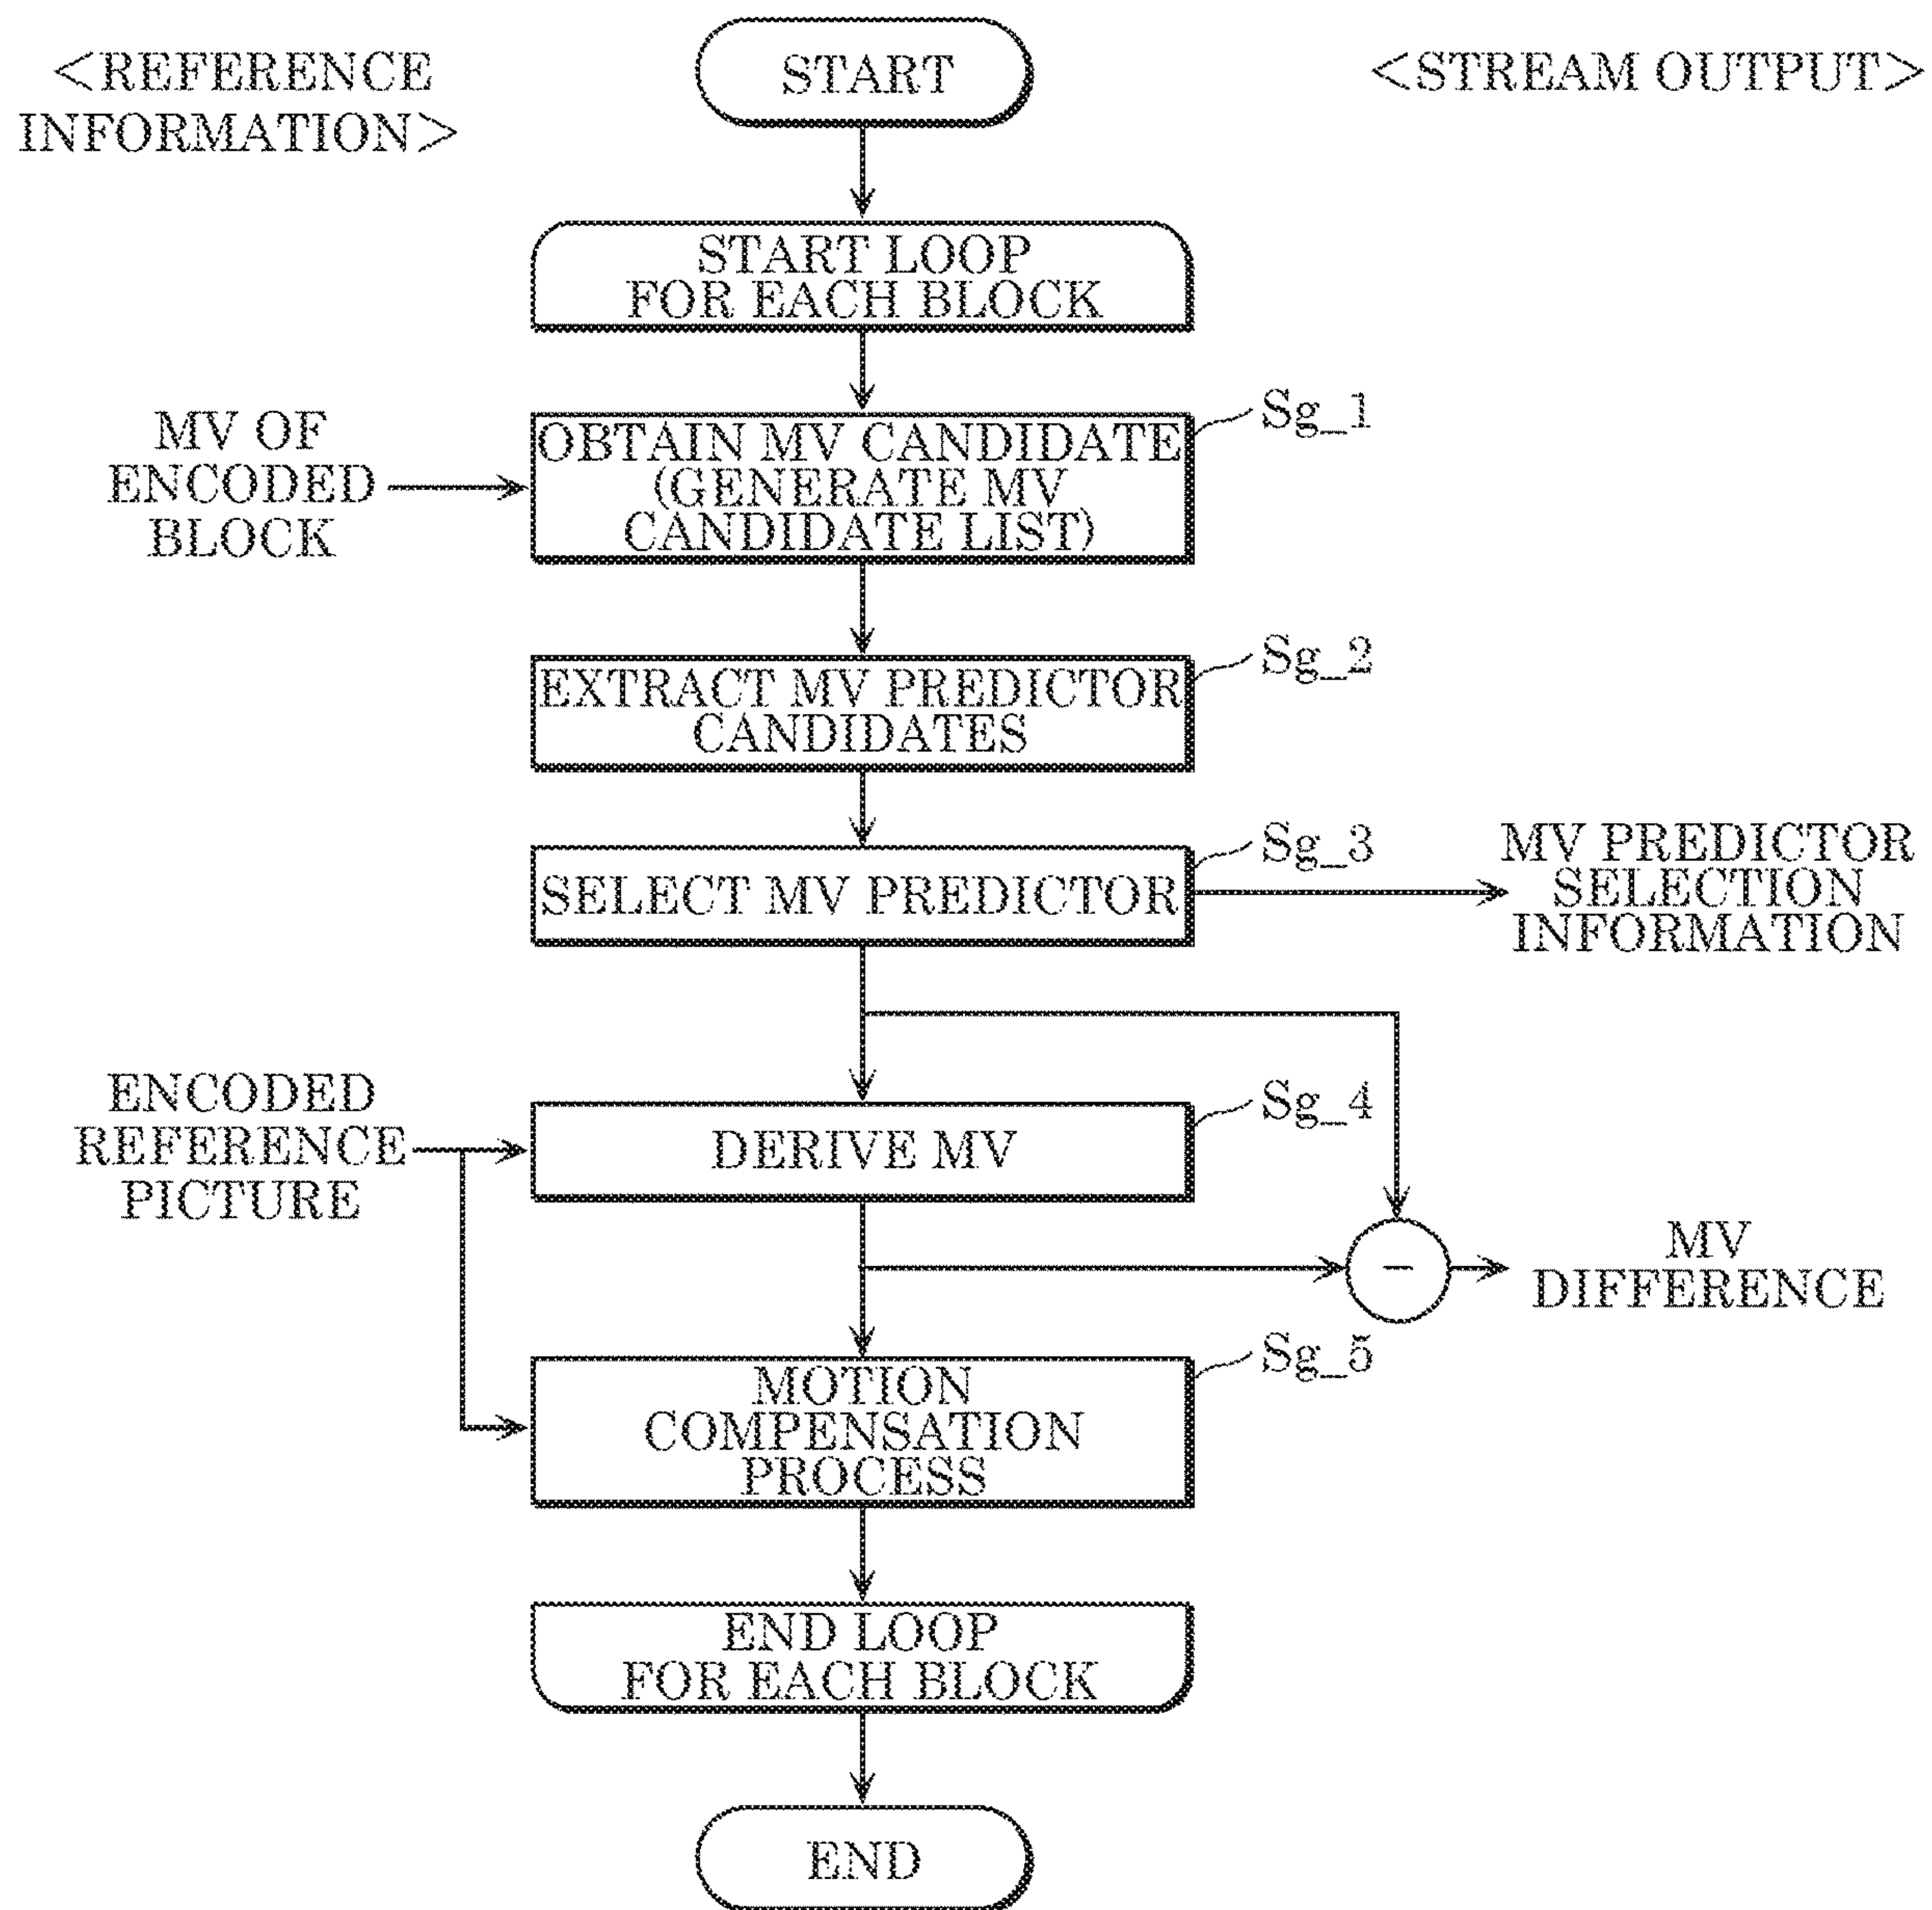 <REFERENCE
INFORMATION>
START
<STREAM OUTPUT>
START LOOP
FOR EACH BLOCK
MV OF
ENCODED
BLOCK
OBTAIN MV CANDIDATE
(GENERATE MV
CANDIDATE LIST)
Sg_1
EXTRACT MV PREDICTOR
CANDIDATES
Sg_2
SELECT MV PREDICTOR
Sg_3
MV PREDICTOR
SELECTION
INFORMATION
ENCODED
REFERENCE
PICTURE
DERIVE MV
Sg_4
−
MV
DIFFERENCE
MOTION
COMPENSATION
PROCESS
Sg_5
END LOOP
FOR EACH BLOCK
END